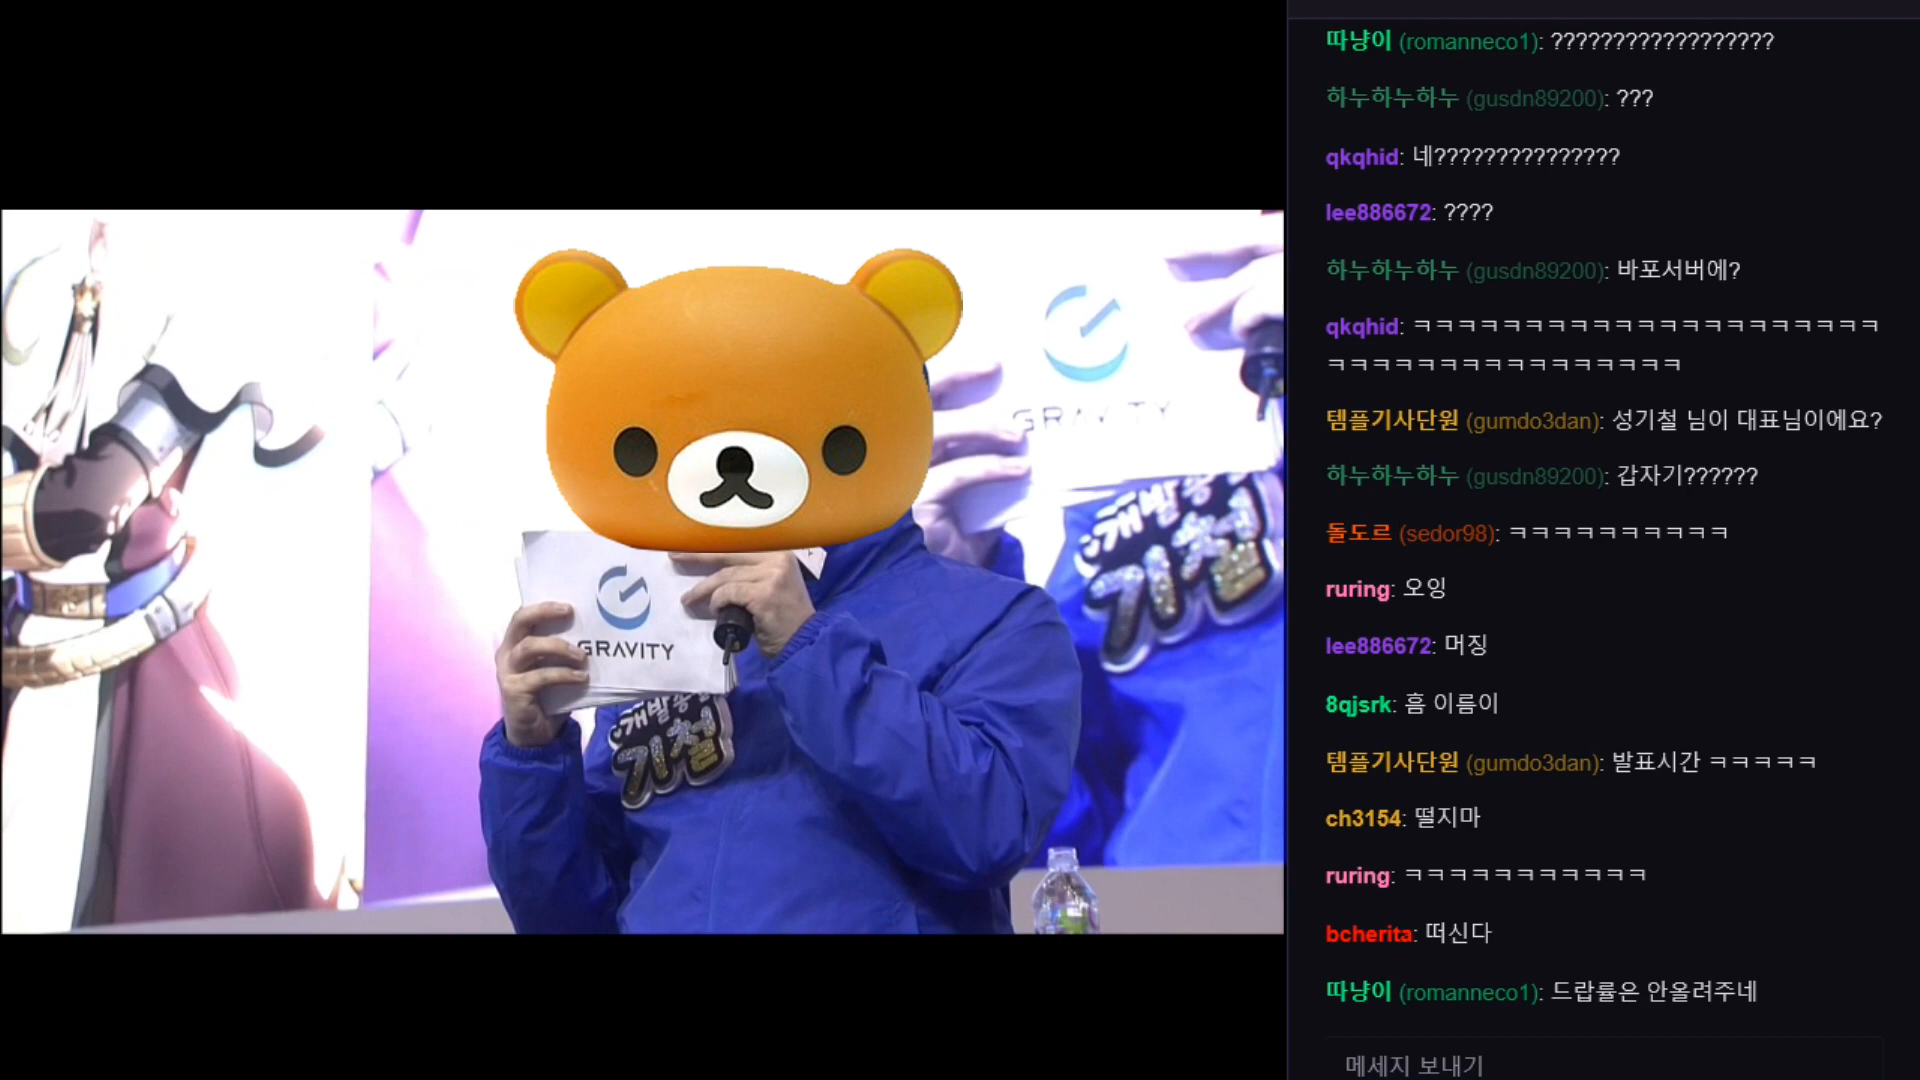 GRAVITY
GRAVITY
개발
기철
개발
기철
따냥이 (romanneco1): ??????????????????
하누하누하누 (gusdn89200): ???
qkqhid: 네???????????????
lee886672: ????
하누하누하누 (gusdn89200): 바포서버에?
qkqhid: ㅋㅋㅋㅋㅋㅋㅋㅋㅋㅋㅋㅋㅋㅋㅋㅋㅋㅋㅋㅋㅋ
ㅋㅋㅋㅋㅋㅋㅋㅋㅋㅋㅋㅋㅋㅋㅋㅋ
템플기사단원 (gumdo3dan): 성기철 님이 대표님이에요?
하누하누하누 (gusdn89200): 갑자기??????
돌도르 (sedor98): ㅋㅋㅋㅋㅋㅋㅋㅋㅋㅋ
ruring: 오잉
lee886672: 머징
8qjsrk: 흠 이름이
템플기사단원 (gumdo3dan): 발표시간 ㅋㅋㅋㅋㅋ
ch3154: 떨지마
ruring: ㅋㅋㅋㅋㅋㅋㅋㅋㅋㅋㅋ
bcherita: 떠신다
따냥이 (romanneco1): 드랍률은 안올려주네
메세지 보내기